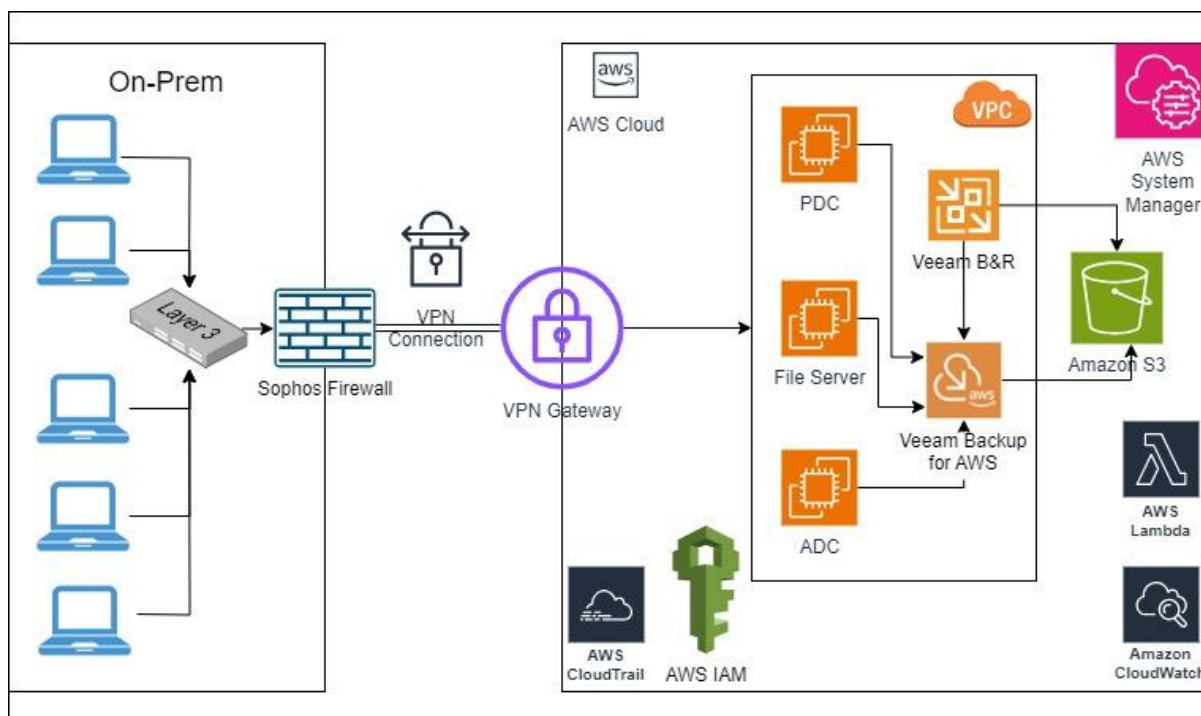 On-Prem
Layer 3
Sophos Firewall
VPN
Connection
VPN Gateway
aws
AWS Cloud
VPC
PDC
File Server
ADC
Veeam B&R
aws
Veeam Backup
for AWS
AWS
System
Manager
Amazon S3
AWS
Lambda
AWS
CloudTrail
AWS IAM
Amazon
CloudWatch